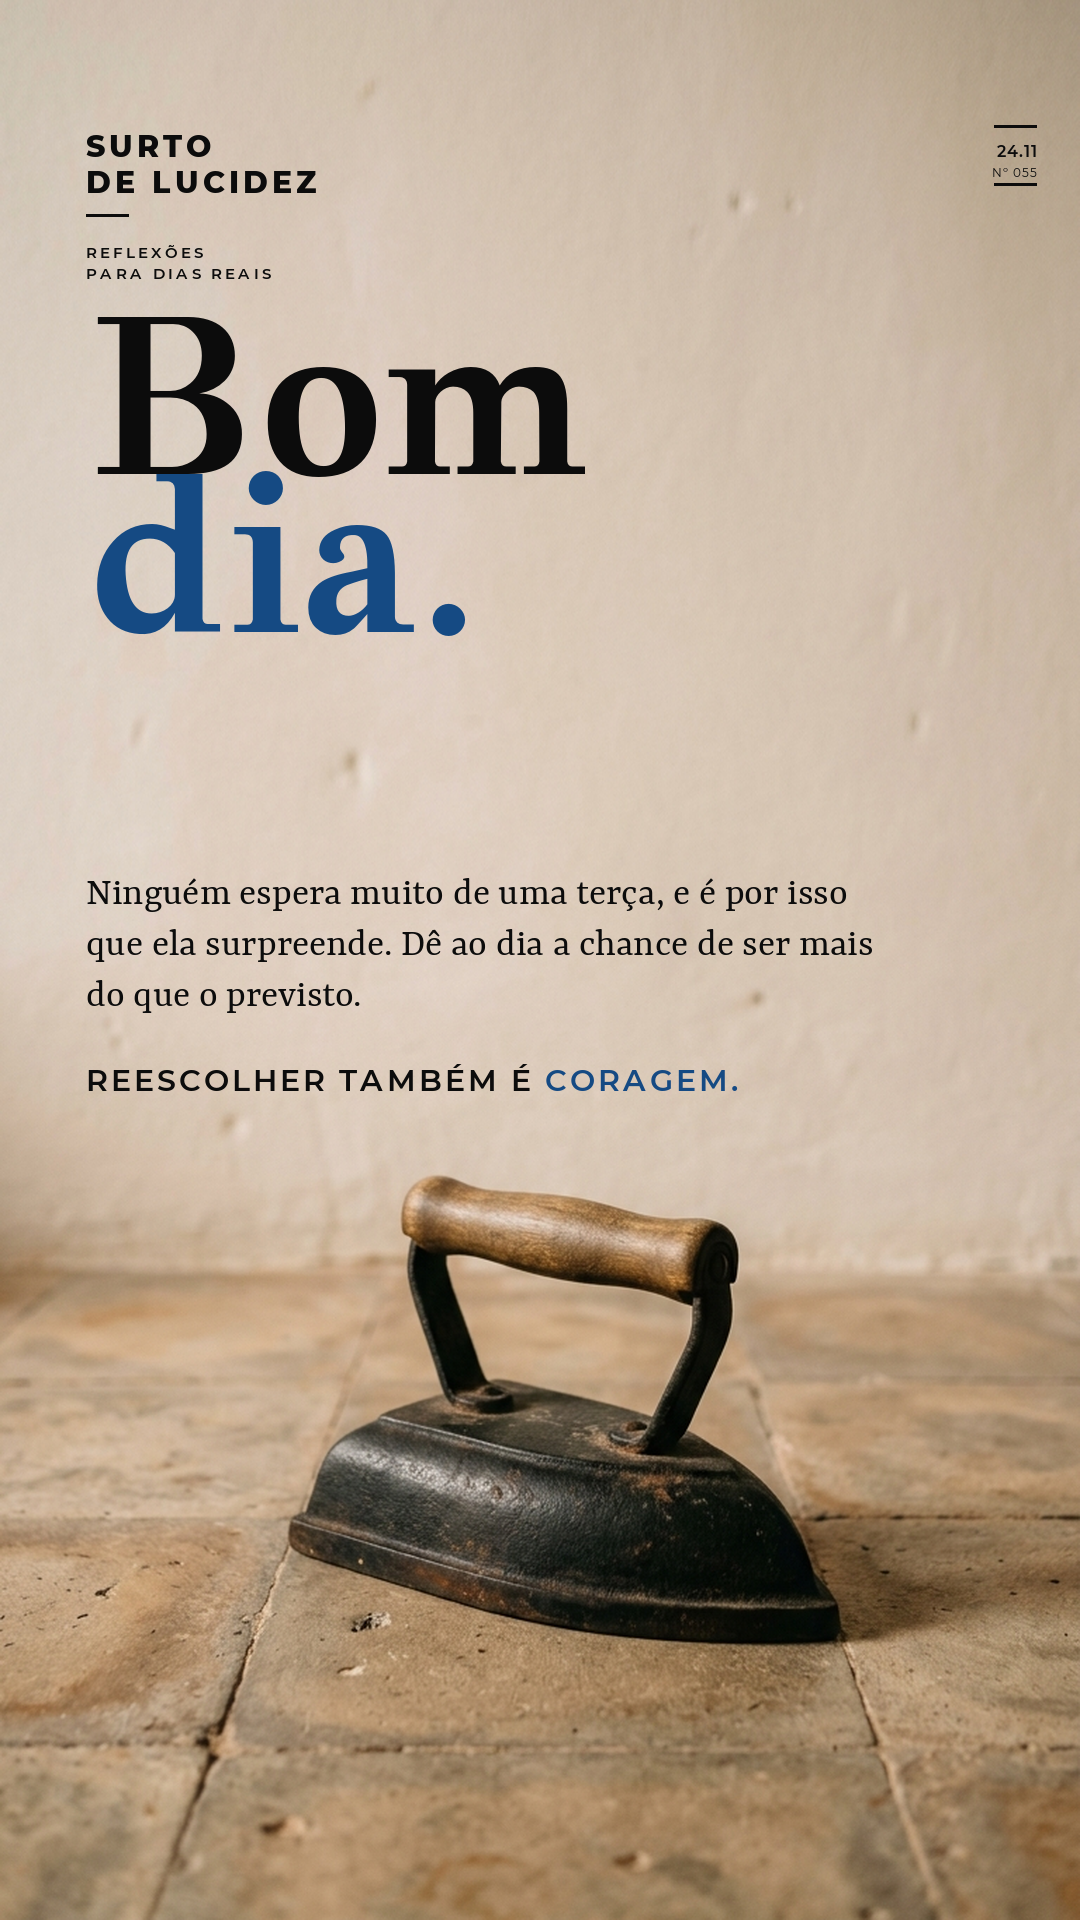 SURTO
DE LUCIDEZ
24.11
Nº 055
REFLEXÕES
PARA DIAS REAIS
Bom
dia.
Ninguém espera muito de uma terça, e é por isso
que ela surpreende. Dê ao dia a chance de ser mais
do que o previsto.
REESCOLHER TAMBÉM É CORAGEM.